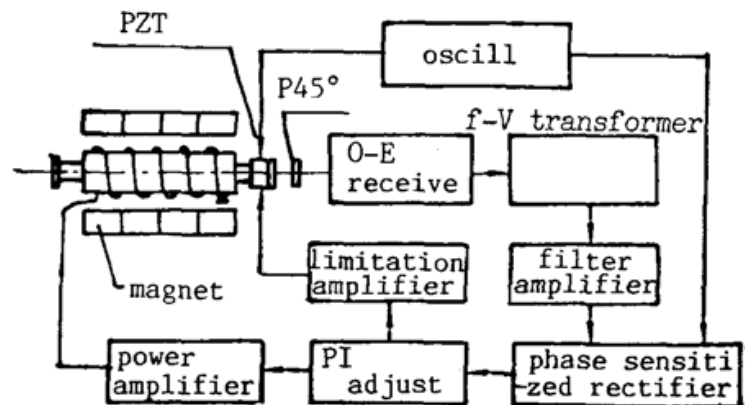 PZT
oscill
P45°
f-V transformer
O-E
receive
limitation
amplifier
filter
amplifier
magnet
power
amplifier
PI
adjust
phase sensiti
zed rectifier